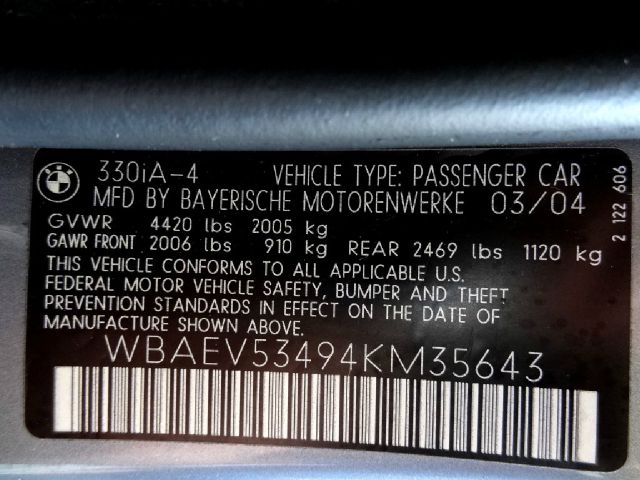 BMW
330iA-4 VEHICLE TYPE: PASSENGER CAR
MFD BY BAYERISCHE MOTORENWERKE 03/04
GVWR 4420 lbs 2005 kg
GAWR FRONT: 2006 lbs 910 kg REAR 2469 lbs 1120 kg
THIS VEHICLE CONFORMS TO ALL APPLICABLE U.S.
FEDERAL MOTOR VEHICLE SAFETY, BUMPER AND THEFT
PREVENTION STANDARDS IN EFFECT ON THE DATE OF
MANUFACTURE SHOWN ABOVE.
WBAEV53494KM35643
2 122 606